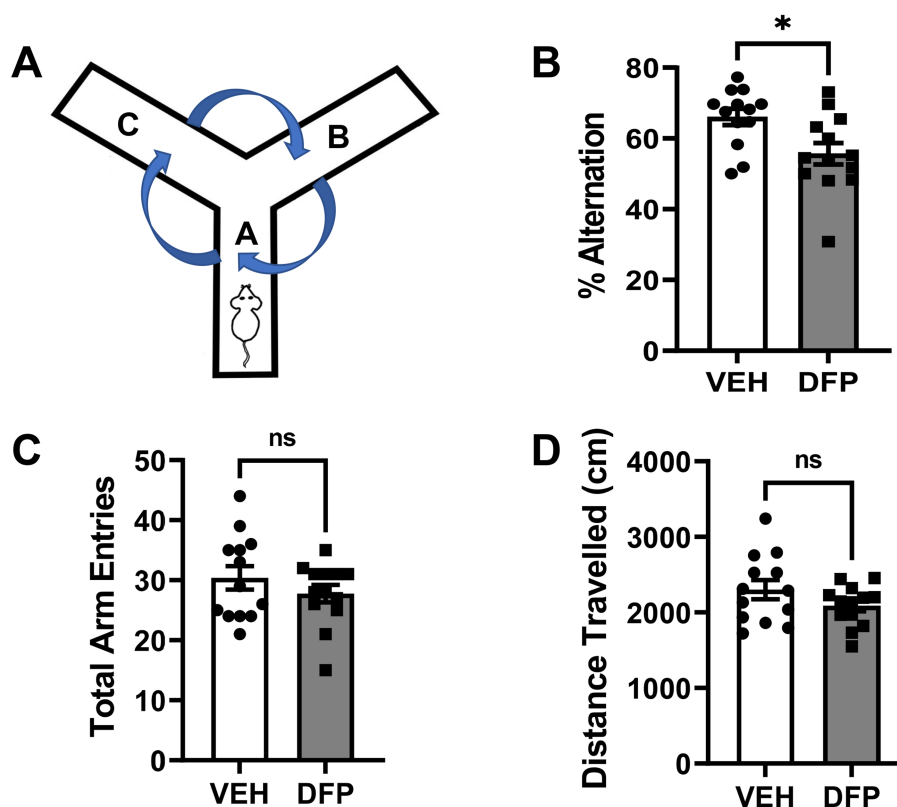 A
C
B
A
B
*
% Alternation
80
60
40
20
0
VEH DFP
C
ns
Total Arm Entries
50
40
30
20
10
0
VEH DFP
D
ns
Distance Travelled (cm)
4000
3000
2000
1000
0
VEH DFP